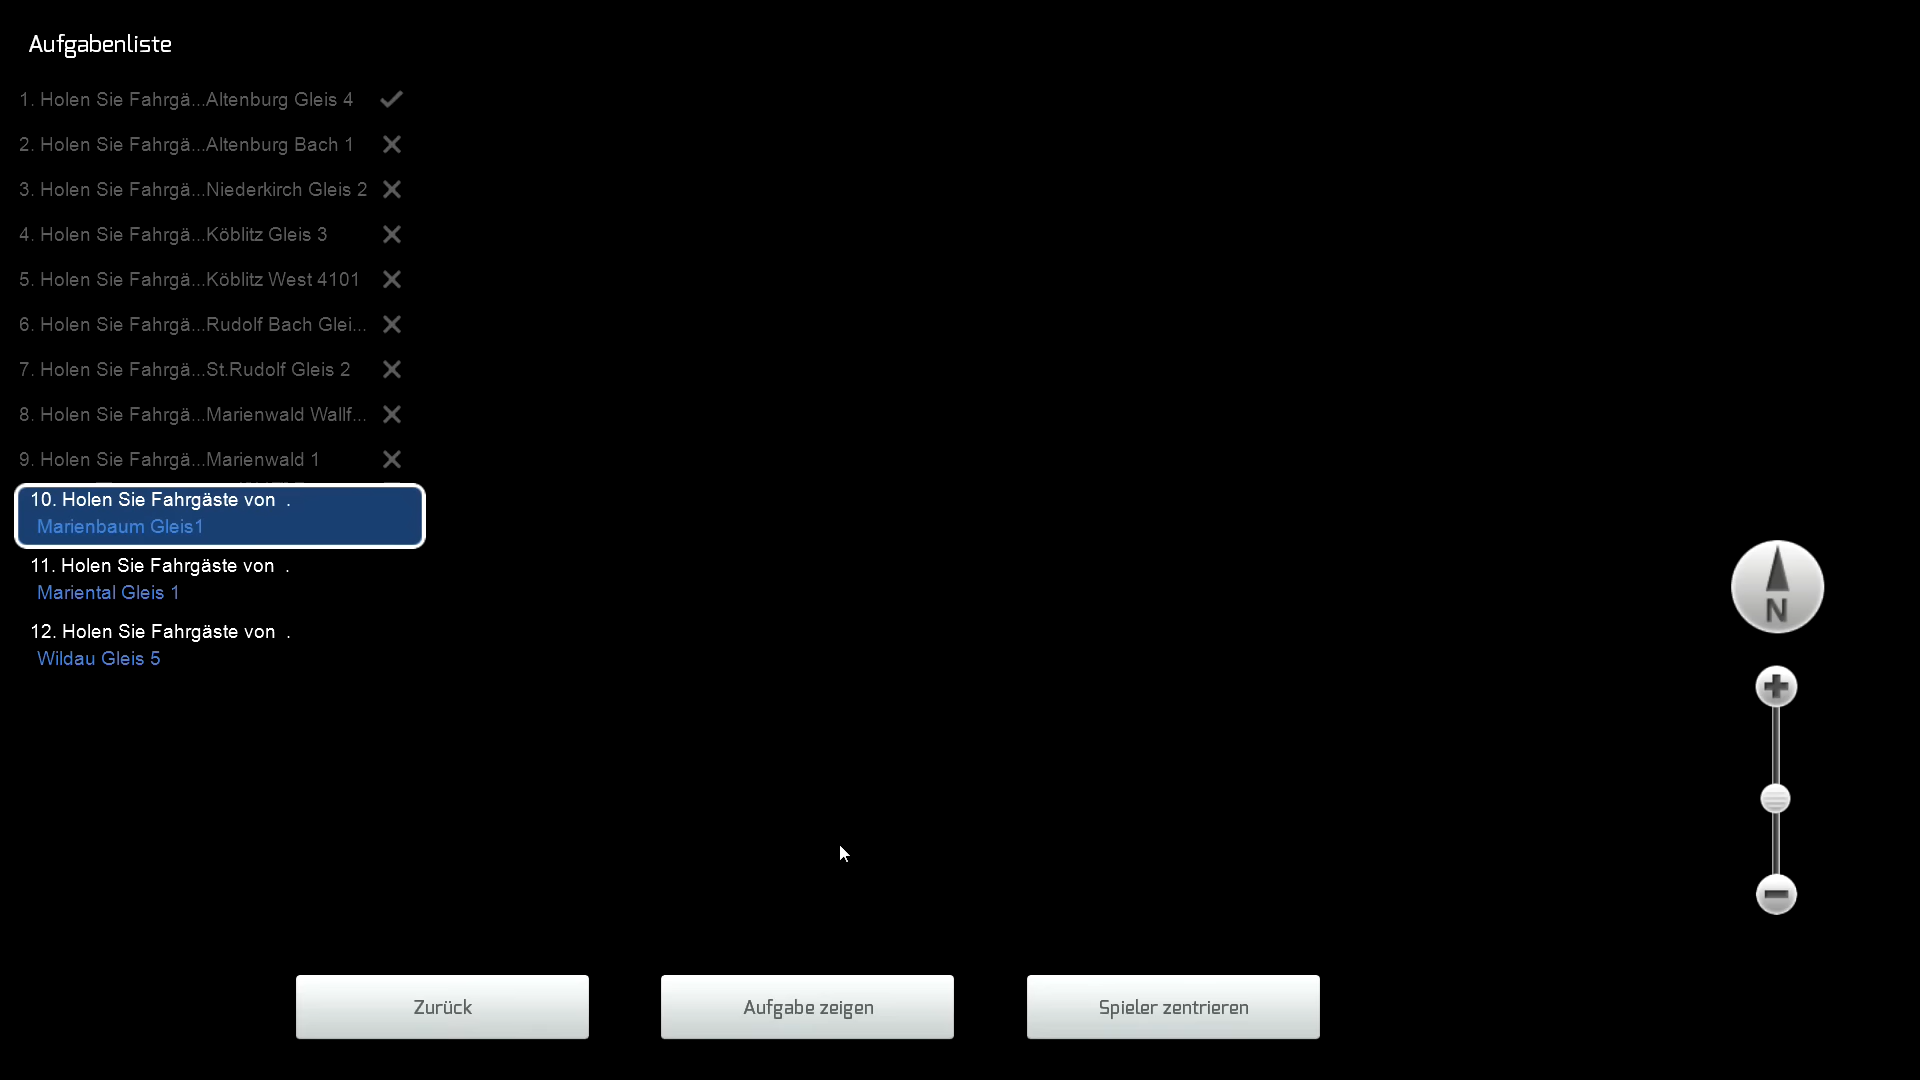 Aufgabenliste
1. Holen Sie Fahrgä...Altenburg Gleis 4
2. Holen Sie Fahrgä...Altenburg Bach 1
3. Holen Sie Fahrgä...Niederkirch Gleis 2
4. Holen Sie Fahrgä...Köblitz Gleis 3
5. Holen Sie Fahrgä...Köblitz West 4101
6. Holen Sie Fahrgä...Rudolf Bach Glei...
7. Holen Sie Fahrgä...St.Rudolf Gleis 2
8. Holen Sie Fahrgä...Marienwald Wallf...
9. Holen Sie Fahrgä...Marienwald 1
10. Holen Sie Fahrgäste von .
Marienbaum Gleis1
11. Holen Sie Fahrgäste von .
Mariental Gleis 1
12. Holen Sie Fahrgäste von .
Wildau Gleis 5
N
Zurück
Aufgabe zeigen
Spieler zentrieren